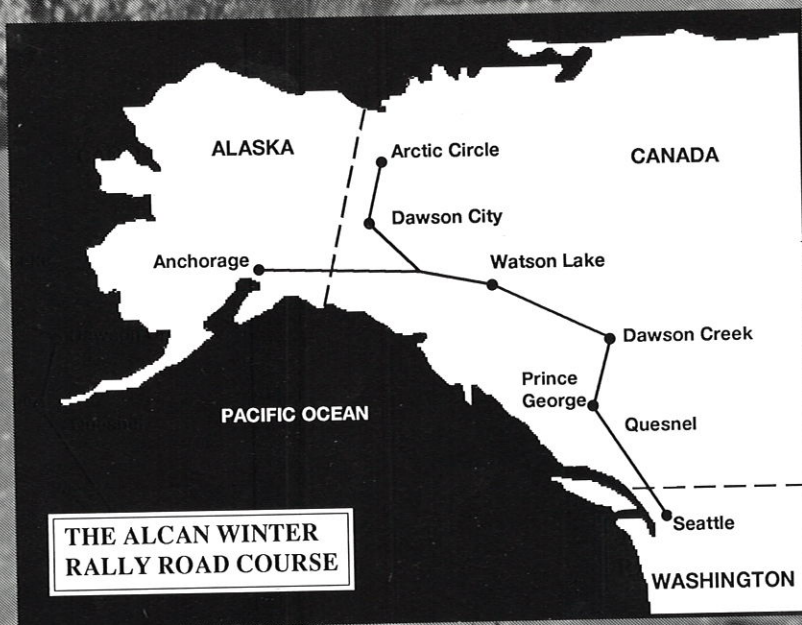 ALASKA
Arctic Circle
CANADA
Dawson City
Anchorage
Watson Lake
Dawson Creek
Prince
George
PACIFIC OCEAN
Quesnel
Seattle
THE ALCAN WINTER
RALLY ROAD COURSE
WASHINGTON